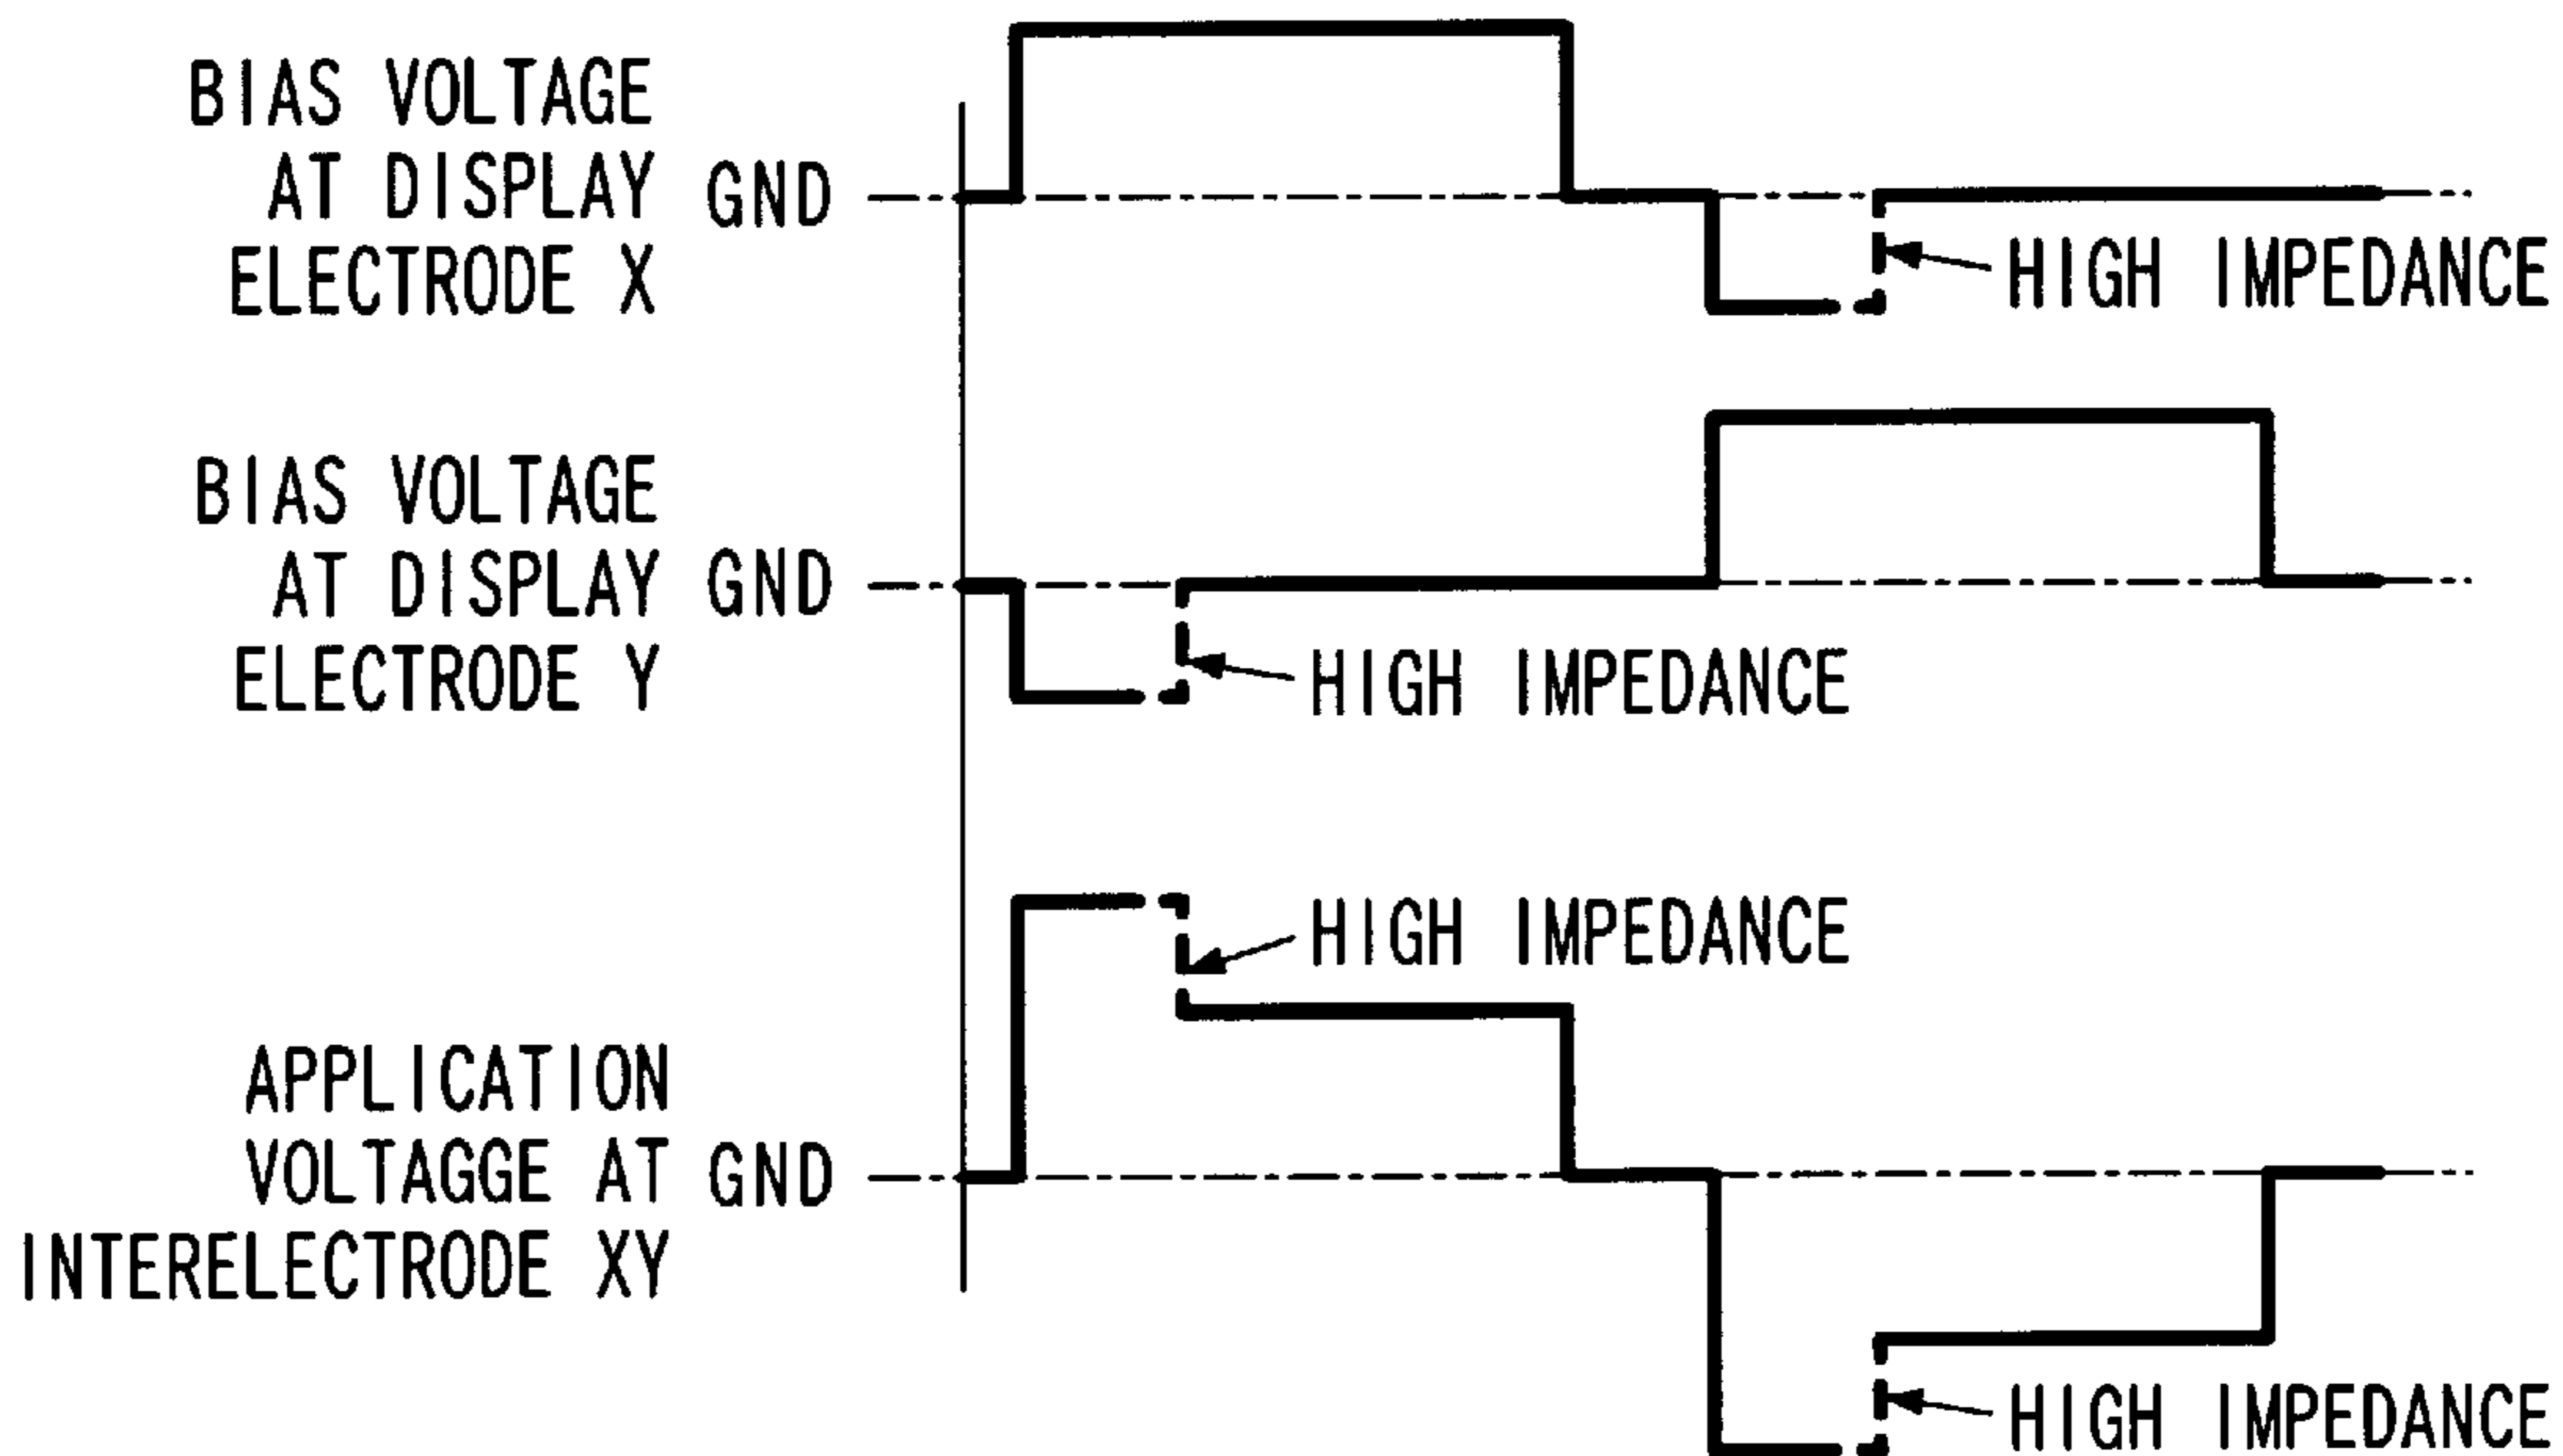 BIAS VOLTAGE
AT DISPLAY
ELECTRODE X
GND
HIGH IMPEDANCE
BIAS VOLTAGE
AT DISPLAY
ELECTRODE Y
GND
HIGH IMPEDANCE
HIGH IMPEDANCE
APPLICATION
VOLTAGGE AT
INTERELECTRODE XY
GND
HIGH IMPEDANCE